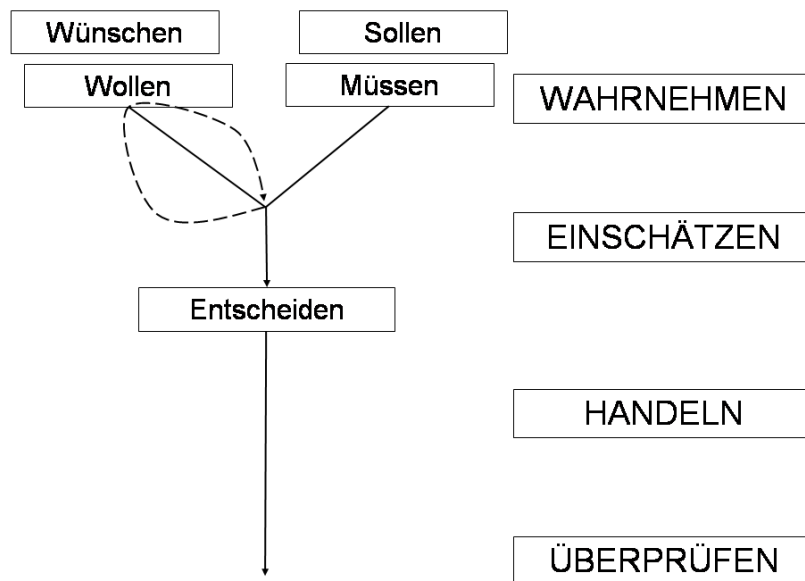 Wünschen
Sollen
Wollen
Müssen
WAHRNEHMEN
EINSCHÄTZEN
Entscheiden
HANDELN
ÜBERPRÜFEN